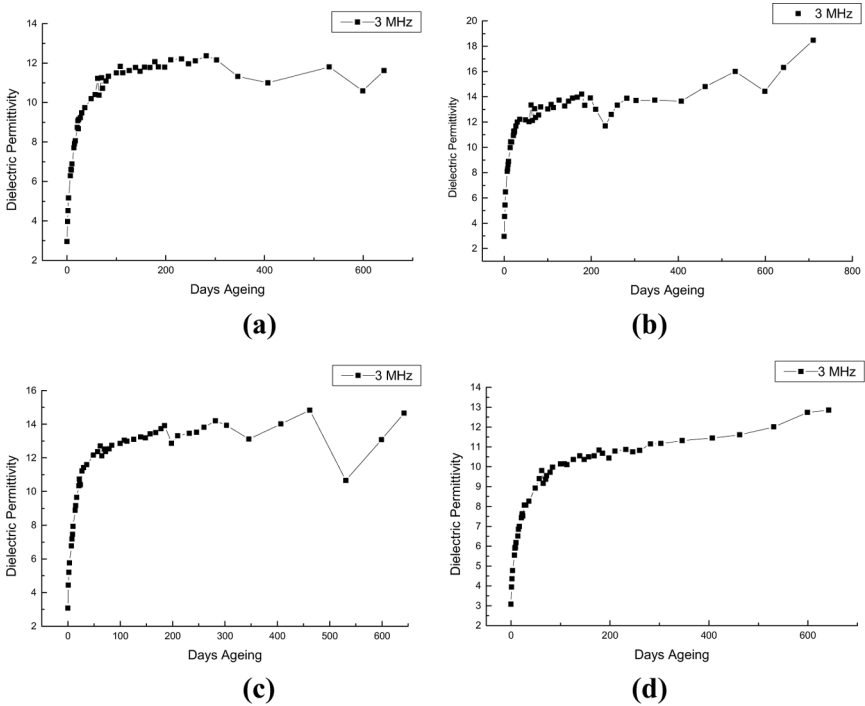 3 MHz
14
12
10
8
6
4
2
Dielectric Permittivity
0 200 400 600
Days Ageing
(a)
3 MHz
20
18
16
14
12
10
8
6
4
2
Dielectric Permittivity
0 200 400 600 800
Days Ageing
(b)
3 MHz
16
14
12
10
8
6
4
2
Dielectric Permittivity
0 100 200 300 400 500 600
Days Ageing
(c)
3 MHz
14
13
12
11
10
9
8
7
6
5
4
3
2
Dielectric Permittivity
0 200 400 600
Days Ageing
(d)